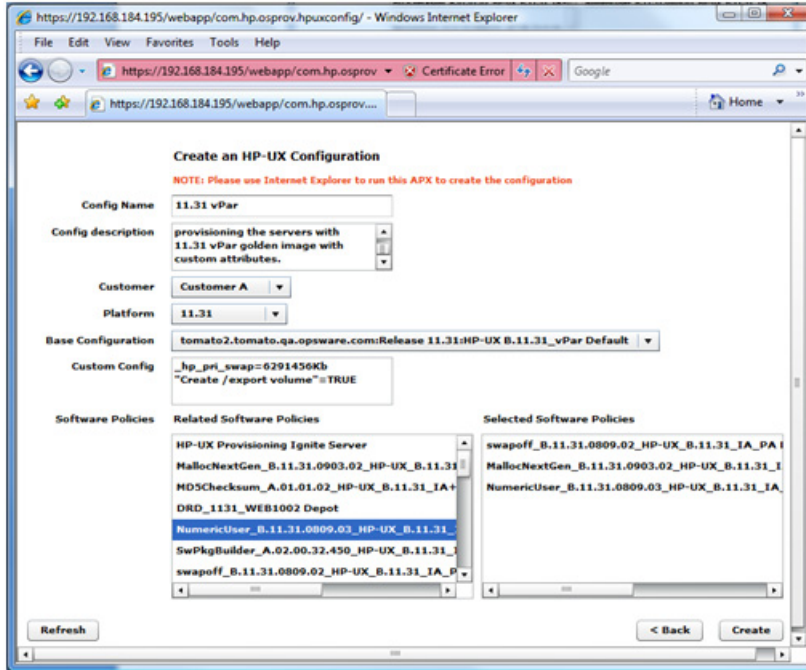 https://192.168.184.195/webapp/com.hp.osprov.hpuxconfig/ - Windows Internet Explorer
File Edit View Favorites Tools Help
https://192.168.184.195/webapp/com.hp.osprov Certificate Error Google
https://192.168.184.195/webapp/com.hp.osprov.... Home
Create an HP-UX Configuration
NOTE: Please use Internet Explorer to run this APX to create the configuration
Config Name 11.31 vPar
Config description provisioning the servers with
11.31 vPar golden image with
custom attributes.
Customer Customer A
Platform 11.31
Base Configuration tomato2.tomato.qa.opsware.com:Release 11.31:HP-UX B.11.31_vPar Default
Custom Config _hp_pri_swap=6291456Kb
"Create /export volume"=TRUE
Software Policies Related Software Policies Selected Software Policies
HP-UX Provisioning Ignite Server
MallocNextGen_B.11.31.0903.02_HP-UX_B.11.31
MD5Checksum_A.01.01.02_HP-UX_B.11.31_IA+
DRD_1131_WEB1002 Depot
NumericUser_B.11.31.0809.03_HP-UX_B.11.31_
SwPkgBuilder_A.02.00.32.450_HP-UX_B.11.31_I
swapoff_B.11.31.0809.02_HP-UX_B.11.31_IA_P
swapoff_B.11.31.0809.02_HP-UX_B.11.31_IA_PA
MallocNextGen_B.11.31.0903.02_HP-UX_B.11.31_I
NumericUser_B.11.31.0809.03_HP-UX_B.11.31_IA_
Refresh < Back Create